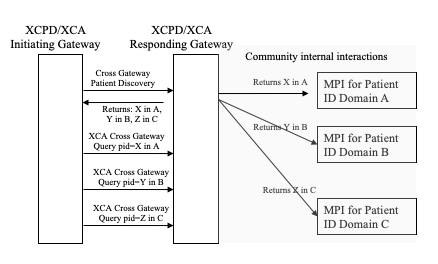 XCPD/XCA
Initiating Gateway
XCPD/XCA
Responding Gateway
Community internal interactions
Cross Gateway
Patient Discovery
Returns: X in A,
Y in B, Z in C
XCA Cross Gateway
Query pid=X in A
XCA Cross Gateway
Query pid=Y in B
XCA Cross Gateway
Query pid=Z in C
Returns X in A
MPI for Patient
ID Domain A
Returns Y in B
MPI for Patient
ID Domain B
Returns Z in C
MPI for Patient
ID Domain C